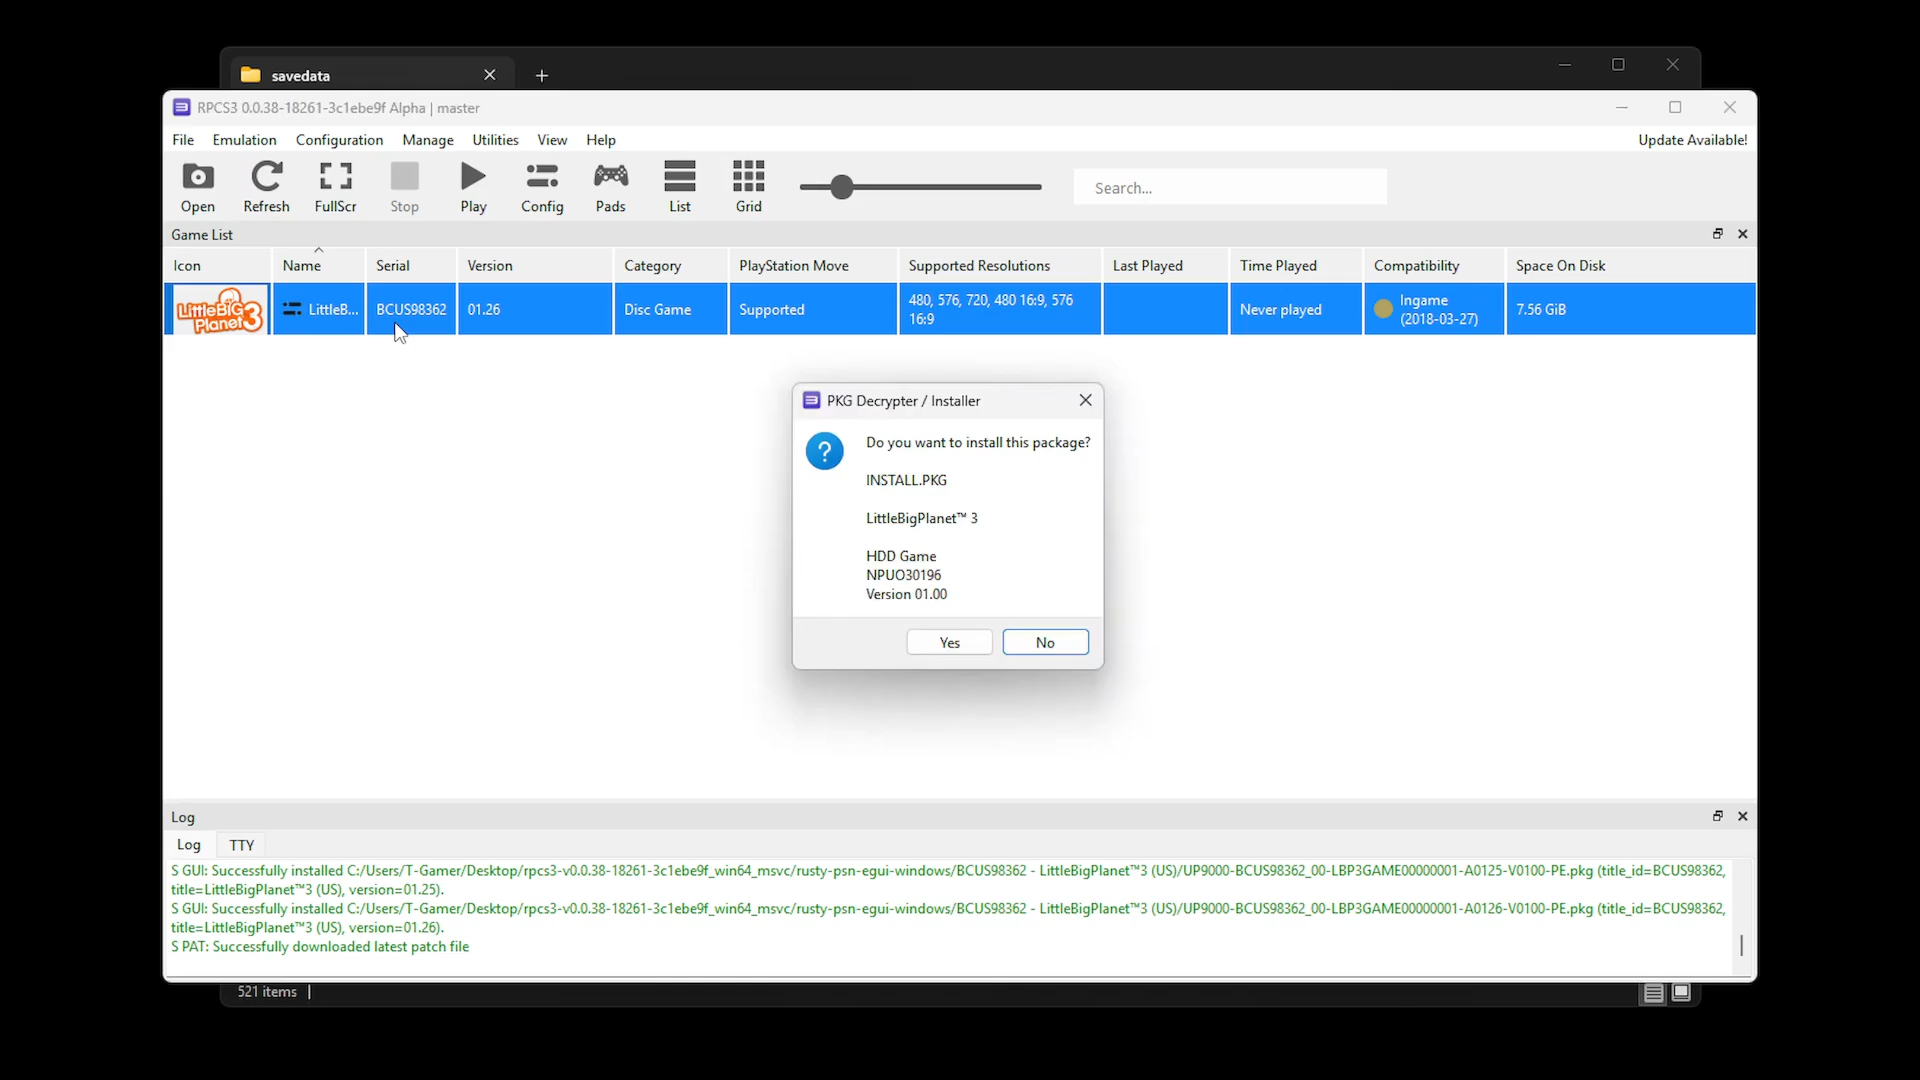 savedata
RPCS3 0.0.38-18261-3c1ebe9f Alpha | master
File Emulation Configuration Manage Utilities View Help Update Available!
Open Refresh FullScr Stop Play Config Pads List Grid Search...
Game List
Icon Name Serial Version Category PlayStation Move Supported Resolutions Last Played Time Played Compatibility Space On Disk
LittleBIG
Planet 3
LittleB... BCUS98362 01.26 Disc Game Supported 480, 576, 720, 480 16:9, 576 Never played Ingame 7.56 GiB
16:9 (2018-03-27)
PKG Decrypter / Installer
Do you want to install this package?
INSTALL.PKG
LittleBigPlanet™ 3
HDD Game
NPUO30196
Version 01.00
Yes No
Log
Log TTY
S GUI: Successfully installed C:/Users/T-Gamer/Desktop/rpcs3-v0.0.38-18261-3c1ebe9f_win64_msvc/rusty-psn-egui-windows/BCUS98362 - LittleBigPlanet™3 (US)/UP9000-BCUS98362_00-LBP3GAME00000001-A0125-V0100-PE.pkg (title_id=BCUS98362,
title=LittleBigPlanet™3 (US), version=01.25).
S GUI: Successfully installed C:/Users/T-Gamer/Desktop/rpcs3-v0.0.38-18261-3c1ebe9f_win64_msvc/rusty-psn-egui-windows/BCUS98362 - LittleBigPlanet™3 (US)/UP9000-BCUS98362_00-LBP3GAME00000001-A0126-V0100-PE.pkg (title_id=BCUS98362,
title=LittleBigPlanet™3 (US), version=01.26).
S PAT: Successfully downloaded latest patch file
521 items